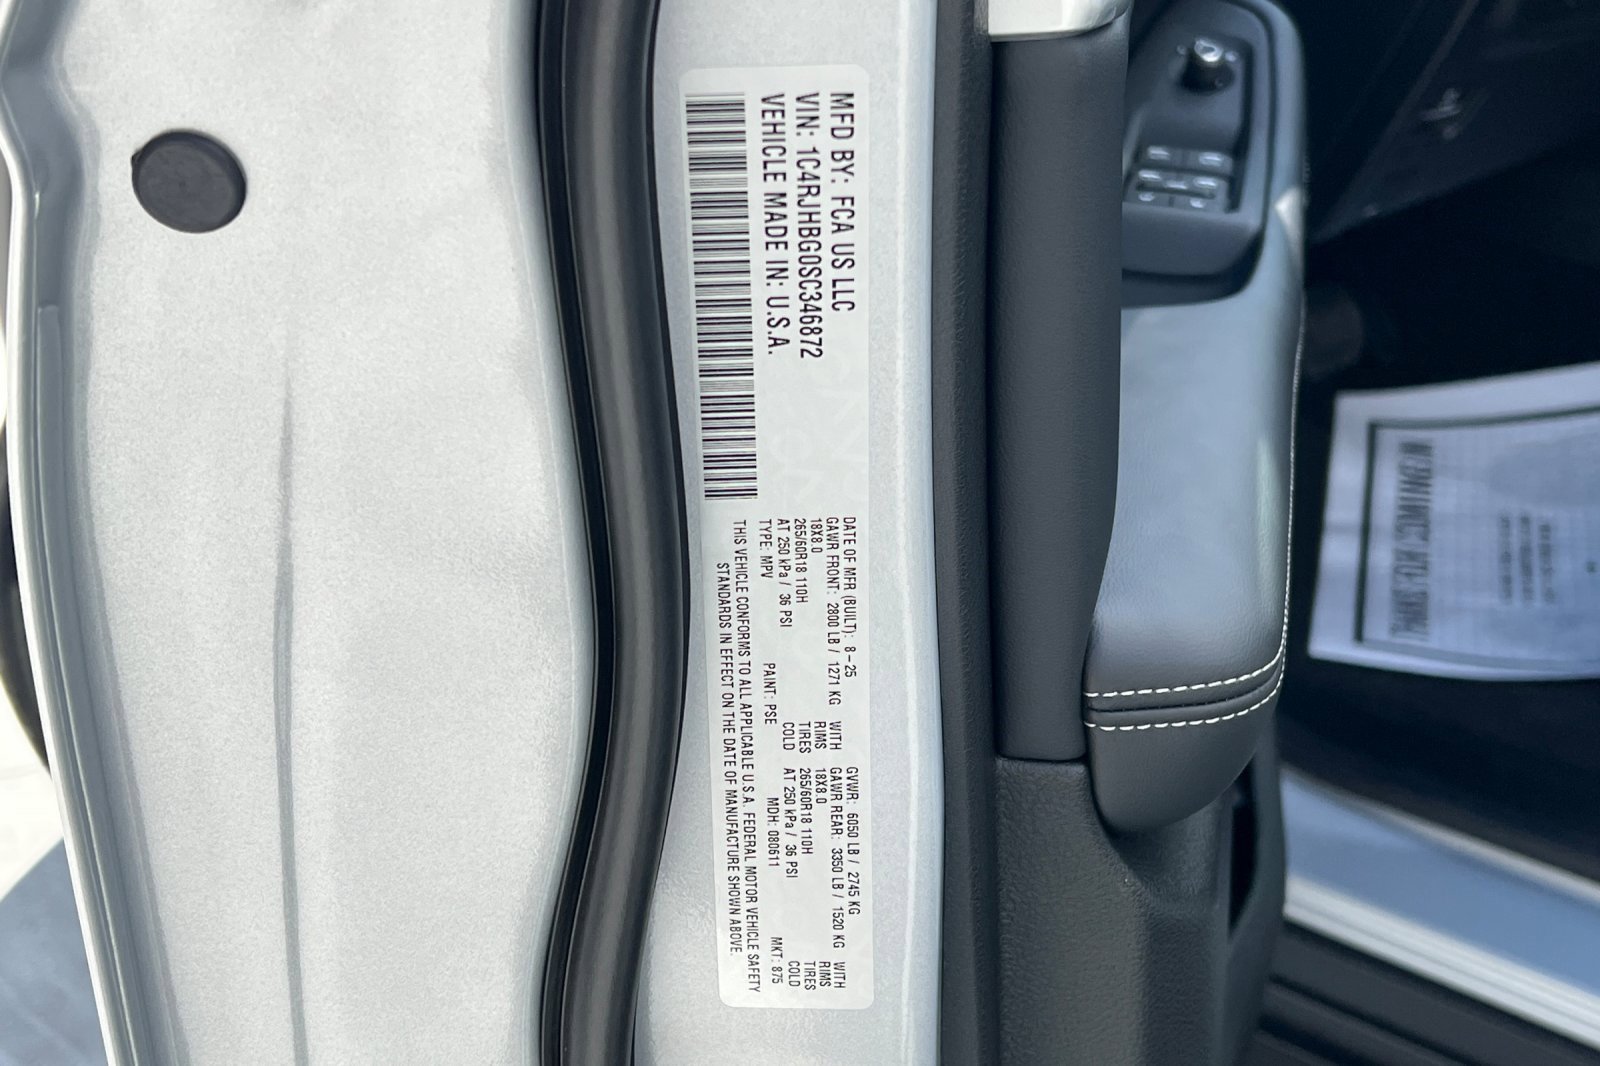 MFD BY: FCA US LLC
VIN: 1C4RJHBG0SC346872
VEHICLE MADE IN: U.S.A.
DATE OF MFR (BUILT): 8-25 GVWR: 6050 LB / 2745 KG
GAWR FRONT: 2800 LB / 1271 KG WITH GAWR REAR: 3350 LB / 1520 KG WITH
18X8.0 RIMS 18X8.0 RIMS
265/60R18 110H TIRES 265/60R18 110H TIRES
AT 250 kPa / 36 PSI COLD AT 250 kPa / 36 PSI COLD
TYPE: MPV PAINT: PSE MDH: 080611 MKT: 875
THIS VEHICLE CONFORMS TO ALL APPLICABLE U.S.A. FEDERAL MOTOR VEHICLE SAFETY
STANDARDS IN EFFECT ON THE DATE OF MANUFACTURE SHOWN ABOVE.